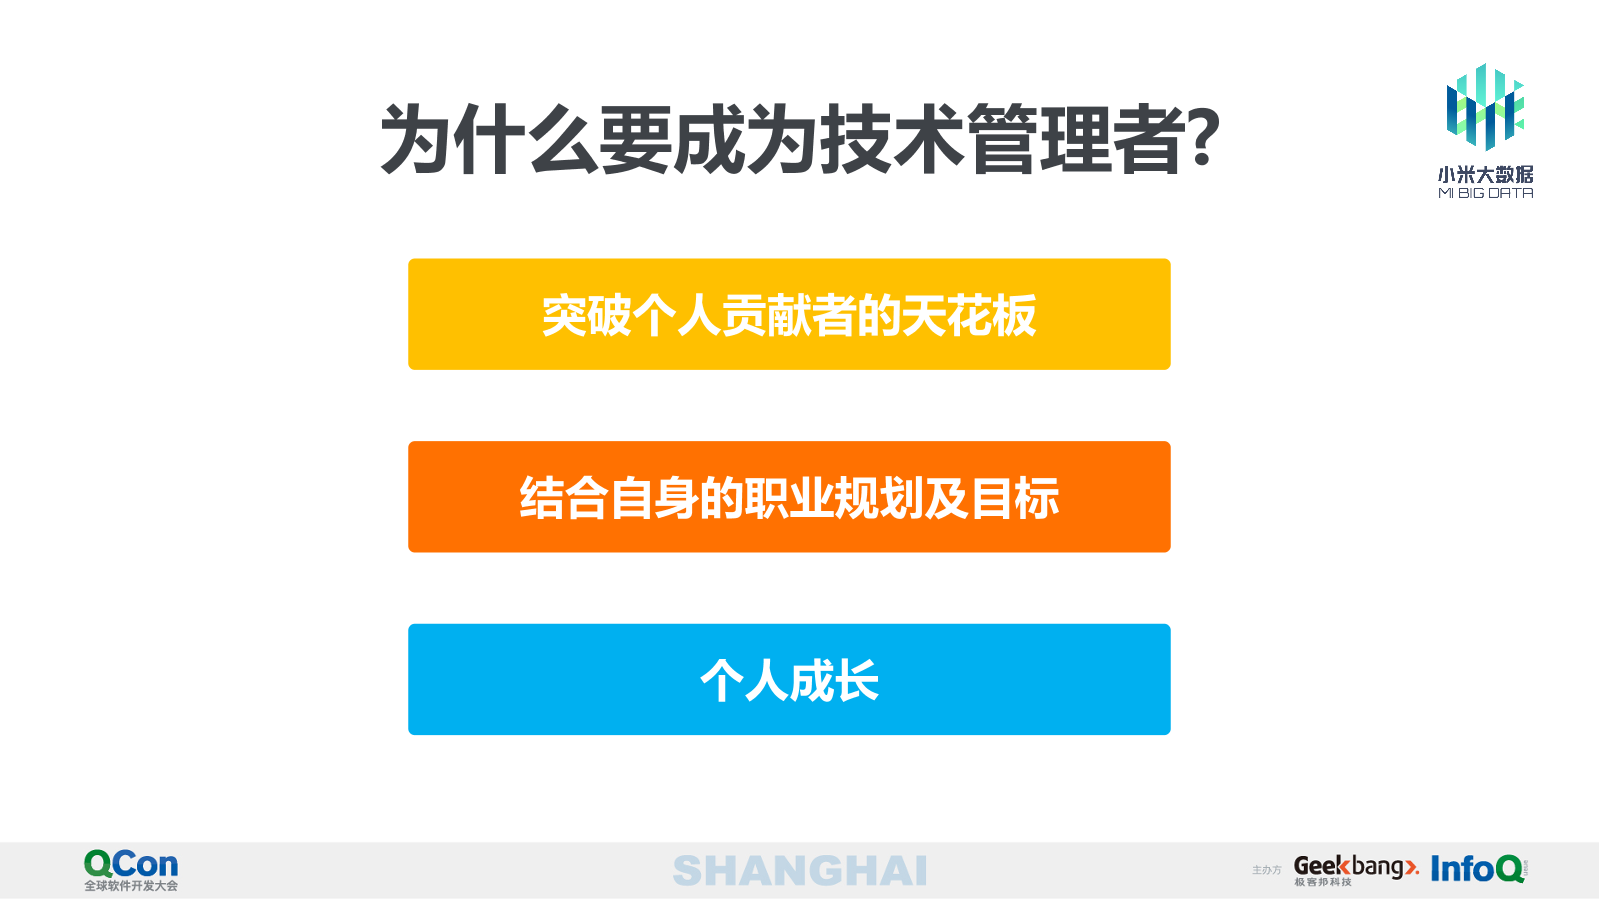 为什么要成为技术管理者?
小米大数据
MI BIG DATA
突破个人贡献者的天花板
结合自身的职业规划及目标
个人成长
QCon
全球软件开发大会
SHANGHAI
主办方
Geekbang>.
极客邦科技
InfoQ